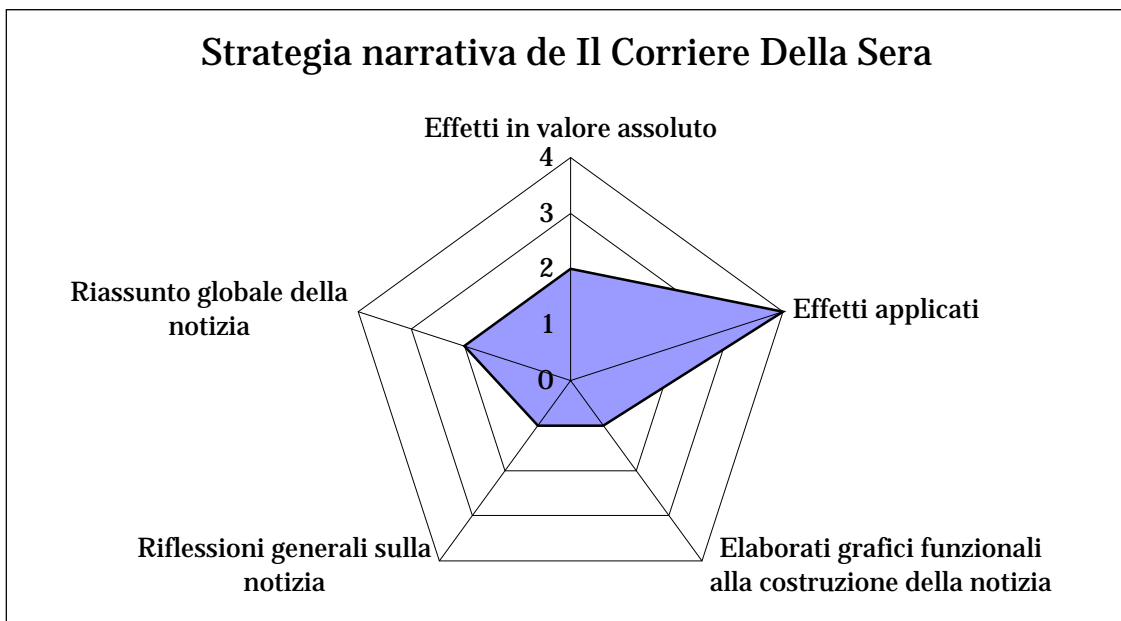 Strategia narrativa de Il Corriere Della Sera
Effetti in valore assoluto
4
3
2
1
0
Effetti applicati
Riassunto globale della
notizia
Riflessioni generali sulla
notizia
Elaborati grafici funzionali
alla costruzione della notizia